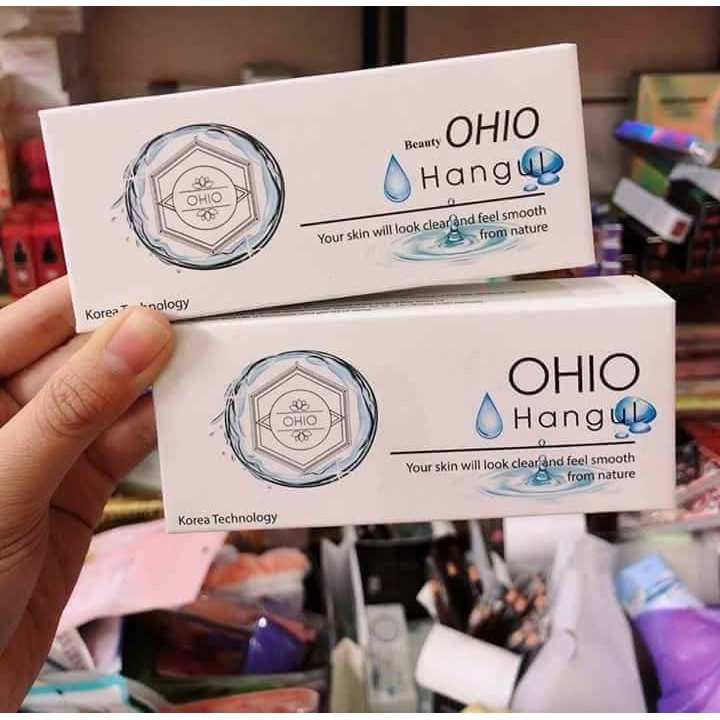 Beauty OHIO
Hangul
OHIO
Your skin will look clear and feel smooth
from nature
Korea Technology
OHIO
Hangul
OHIO
Your skin will look clear and feel smooth
from nature
Korea Technology